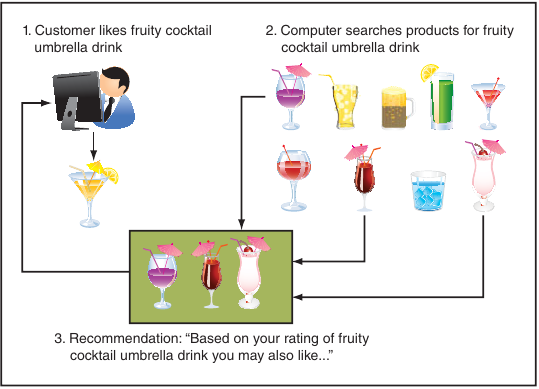 1. Customer likes fruity cocktail
umbrella drink
2. Computer searches products for fruity
cocktail umbrella drink
3. Recommendation: “Based on your rating of fruity
cocktail umbrella drink you may also like...”